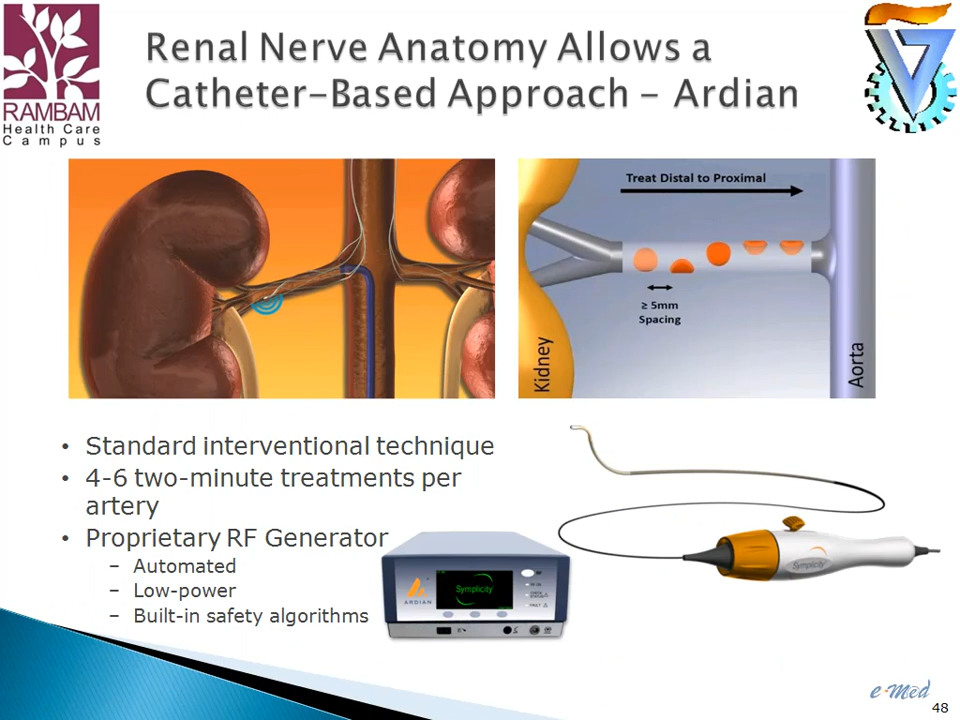 RAMBAM
Health Care
Campus
Renal Nerve Anatomy Allows a
Catheter-Based Approach - Ardian
Treat Distal to Proximal
≥ 5mm
Spacing
Kidney
Aorta
• Standard interventional technique
• 4-6 two-minute treatments per
artery
• Proprietary RF Generator
– Automated
– Low-power
– Built-in safety algorithms
ARDIAN
Symplicity
Symplicity
e-Med
48